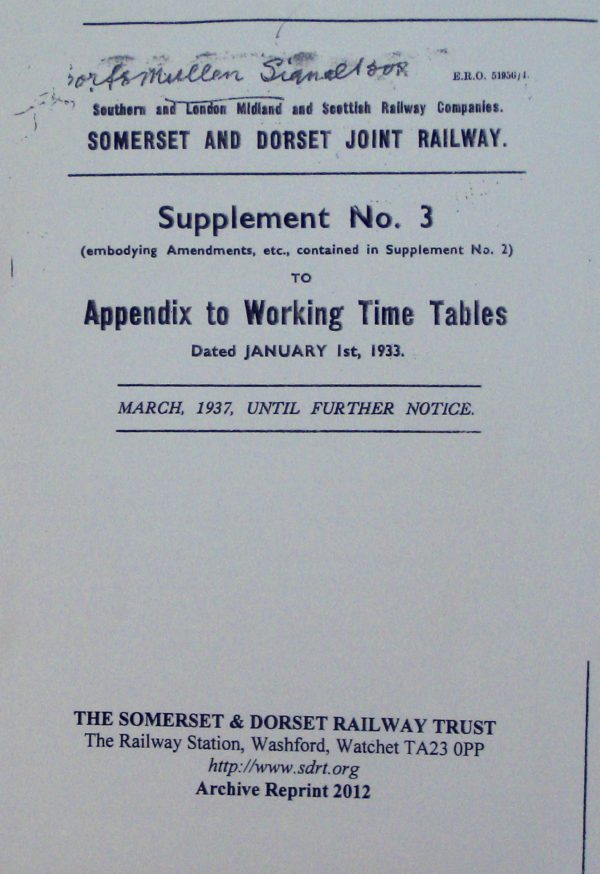 Signalbox
E.R.O. 51956/1.
Southern and London Midland and Scottish Railway Companies.
SOMERSET AND DORSET JOINT RAILWAY.
Supplement No. 3
(embodying Amendments, etc., contained in Supplement No. 2)
TO
Appendix to Working Time Tables
Dated JANUARY 1st, 1933.
MARCH, 1937, UNTIL FURTHER NOTICE.
THE SOMERSET & DORSET RAILWAY TRUST
The Railway Station, Washford, Watchet TA23 0PP
http://www.sdrt.org
Archive Reprint 2012